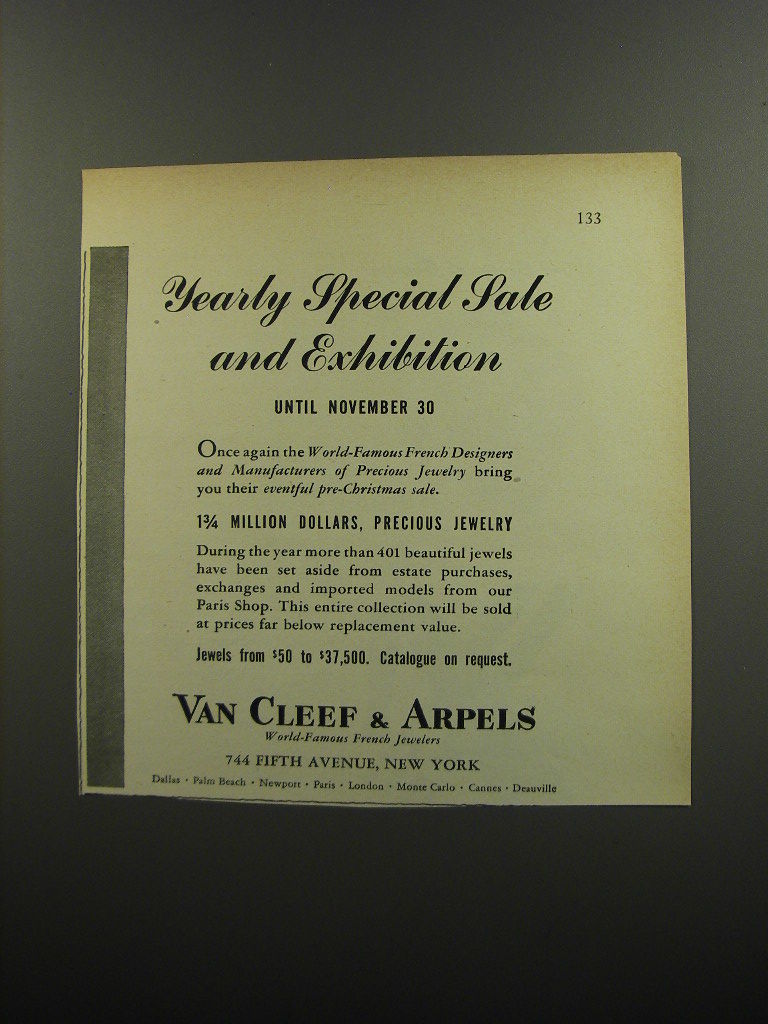 133
Yearly Special Sale
and Exhibition
UNTIL NOVEMBER 30
Once again the World-Famous French Designers
and Manufacturers of Precious Jewelry bring
you their eventful pre-Christmas sale.
1¾ MILLION DOLLARS, PRECIOUS JEWELRY
During the year more than 401 beautiful jewels
have been set aside from estate purchases,
exchanges and imported models from our
Paris Shop. This entire collection will be sold
at prices far below replacement value.
Jewels from $50 to $37,500. Catalogue on request.
VAN CLEEF & ARPELS
World-Famous French Jewelers
744 FIFTH AVENUE, NEW YORK
Dallas • Palm Beach • Newport • Paris • London • Monte Carlo • Cannes • Deauville